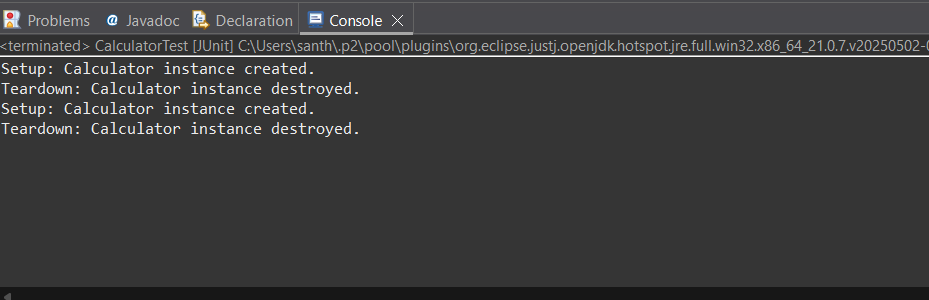 Problems @ Javadoc Declaration Console
<terminated> CalculatorTest [JUnit] C:\Users\santh\.p2\pool\plugins\org.eclipse.justj.openjdk.hotspot.jre.full.win32.x86_64_21.0.7.v20250502-0
Setup: Calculator instance created.
Teardown: Calculator instance destroyed.
Setup: Calculator instance created.
Teardown: Calculator instance destroyed.